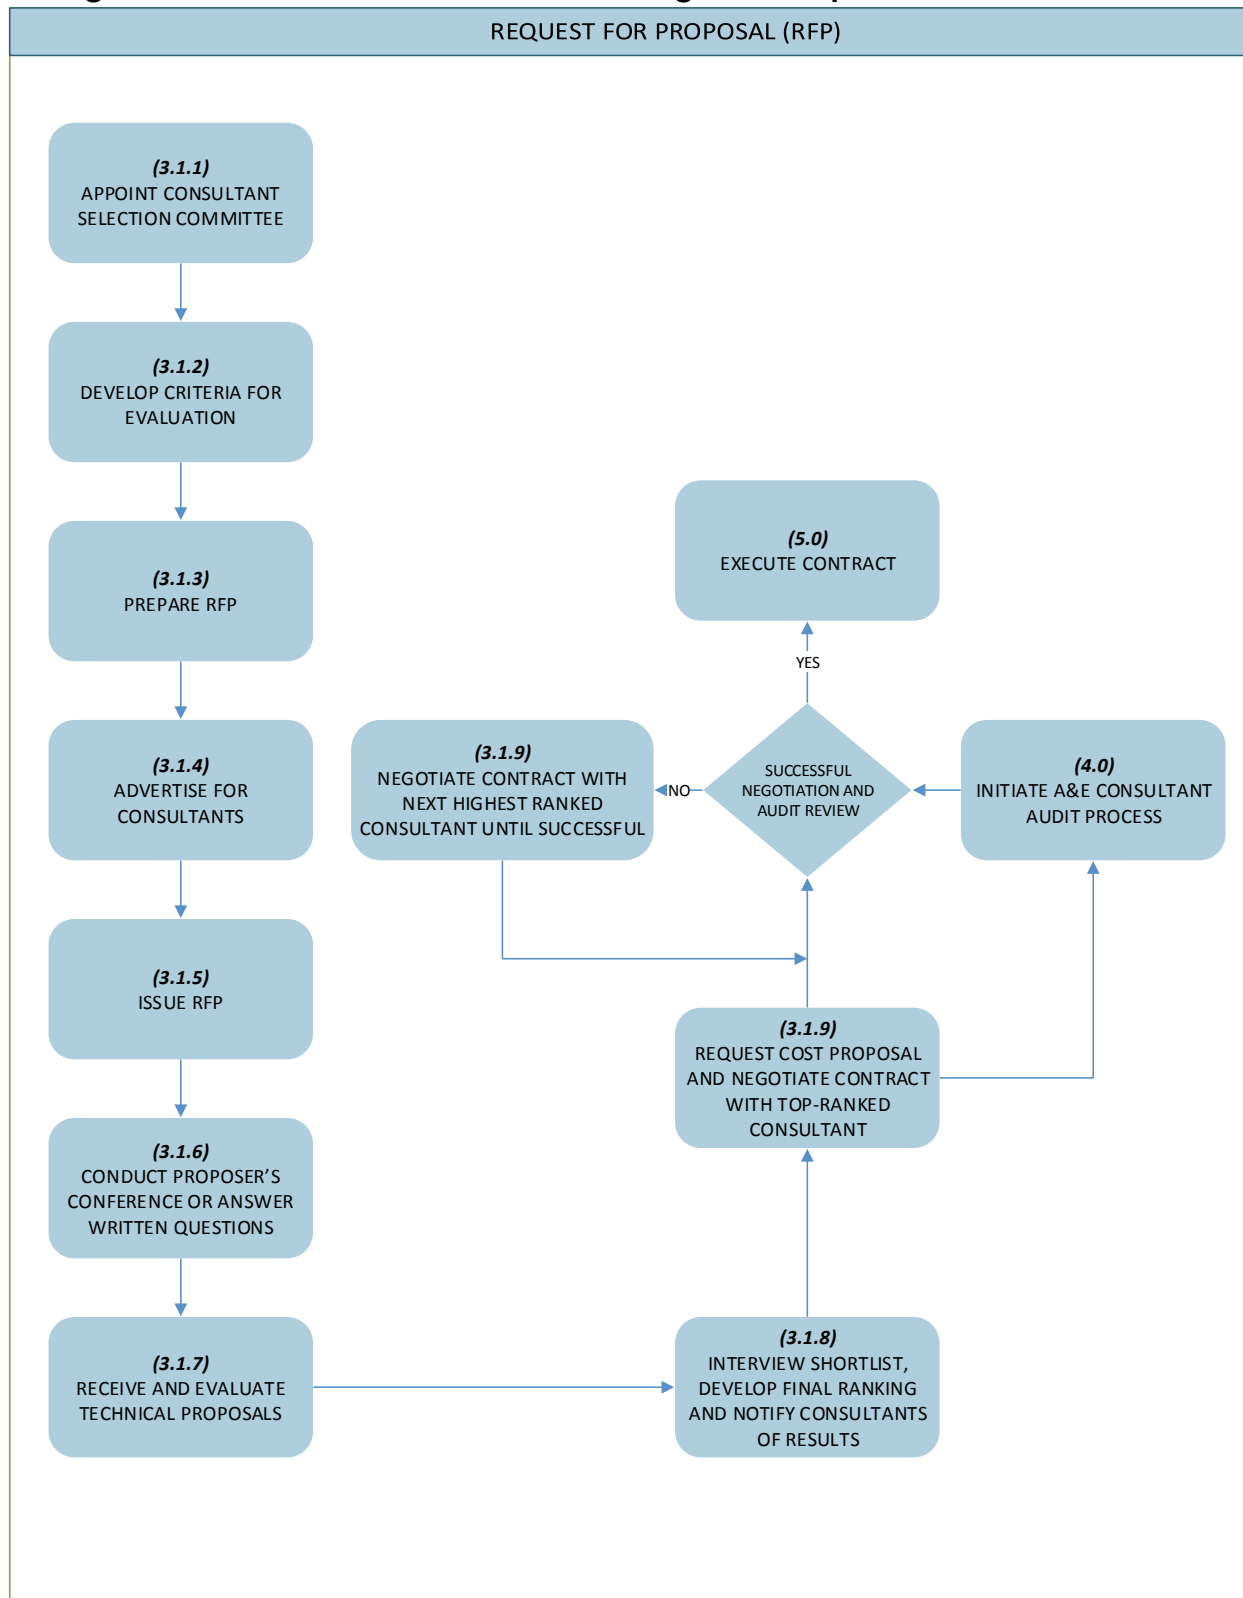 REQUEST FOR PROPOSAL (RFP)
(3.1.1)
APPOINT CONSULTANT
SELECTION COMMITTEE
(3.1.2)
DEVELOP CRITERIA FOR
EVALUATION
(3.1.3)
PREPARE RFP
(3.1.4)
ADVERTISE FOR
CONSULTANTS
(3.1.5)
ISSUE RFP
(3.1.6)
CONDUCT PROPOSER’S
CONFERENCE OR ANSWER
WRITTEN QUESTIONS
(3.1.7)
RECEIVE AND EVALUATE
TECHNICAL PROPOSALS
(3.1.8)
INTERVIEW SHORTLIST,
DEVELOP FINAL RANKING
AND NOTIFY CONSULTANTS
OF RESULTS
(3.1.9)
REQUEST COST PROPOSAL
AND NEGOTIATE CONTRACT
WITH TOP-RANKED
CONSULTANT
(4.0)
INITIATE A&E CONSULTANT
AUDIT PROCESS
SUCCESSFUL
NEGOTIATION AND
AUDIT REVIEW
NO
(3.1.9)
NEGOTIATE CONTRACT WITH
NEXT HIGHEST RANKED
CONSULTANT UNTIL SUCCESSFUL
YES
(5.0)
EXECUTE CONTRACT